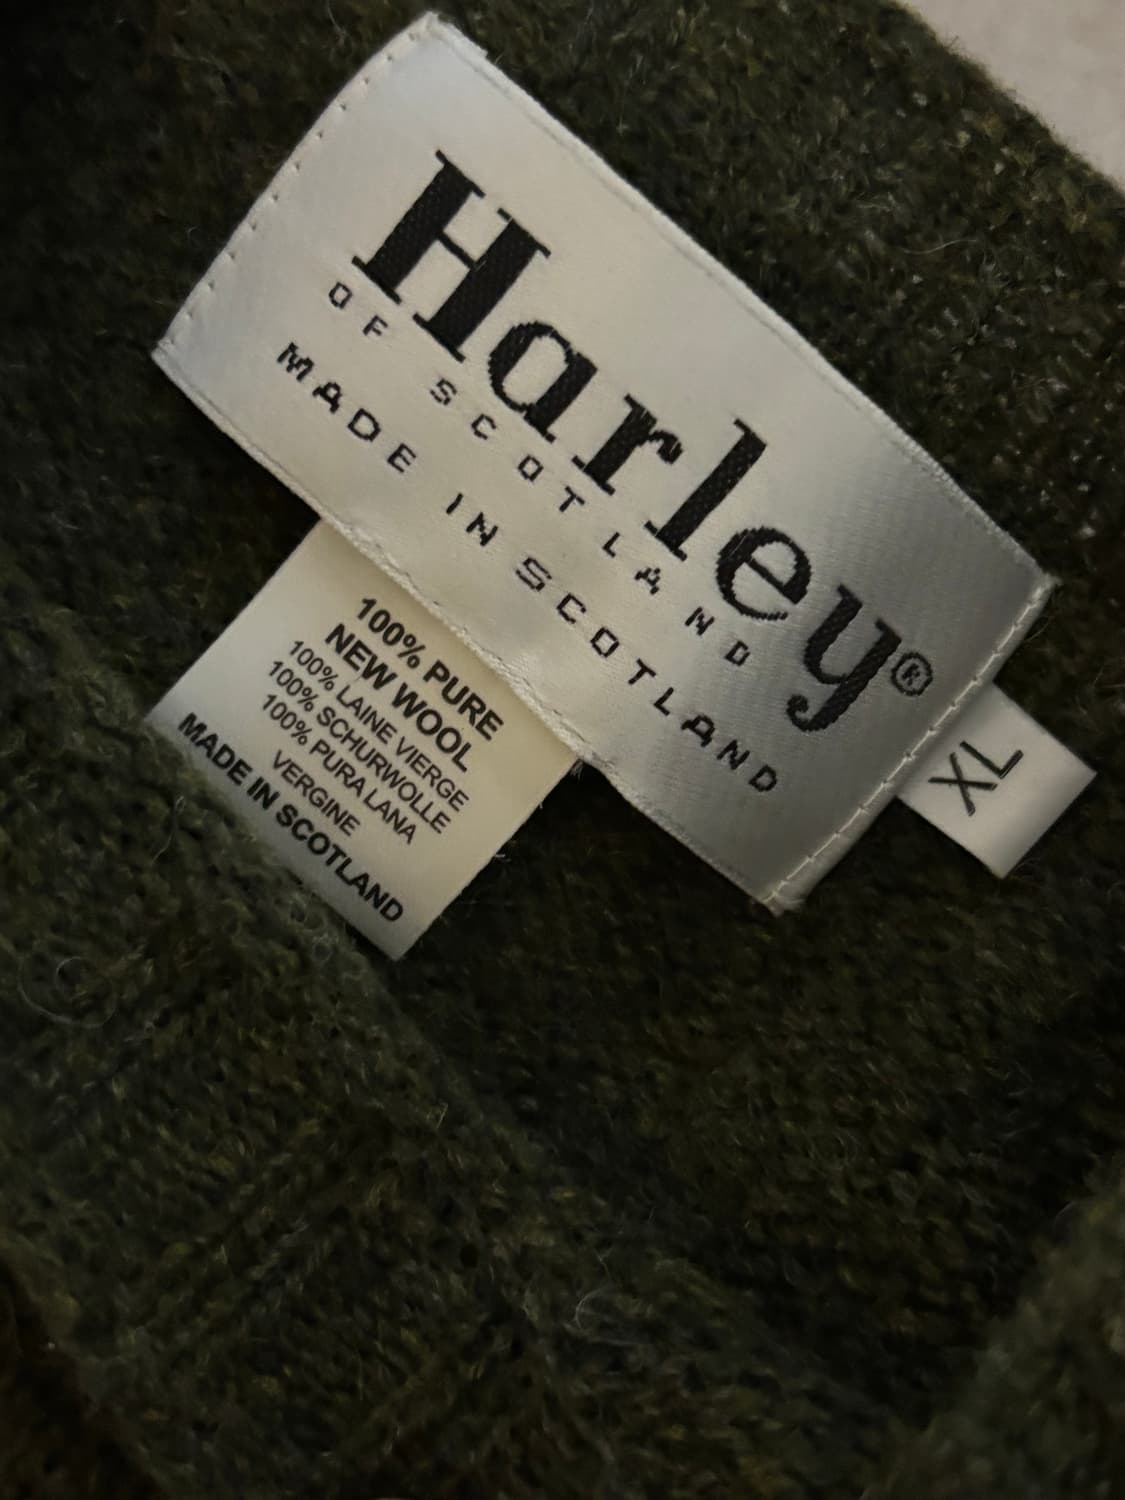 Harley®
OF SCOTLAND
MADE IN SCOTLAND
XL
100% PURE
NEW WOOL
100% LAINE VIERGE
100% SCHURWOLLE
100% PURA LANA
VERGINE
MADE IN SCOTLAND